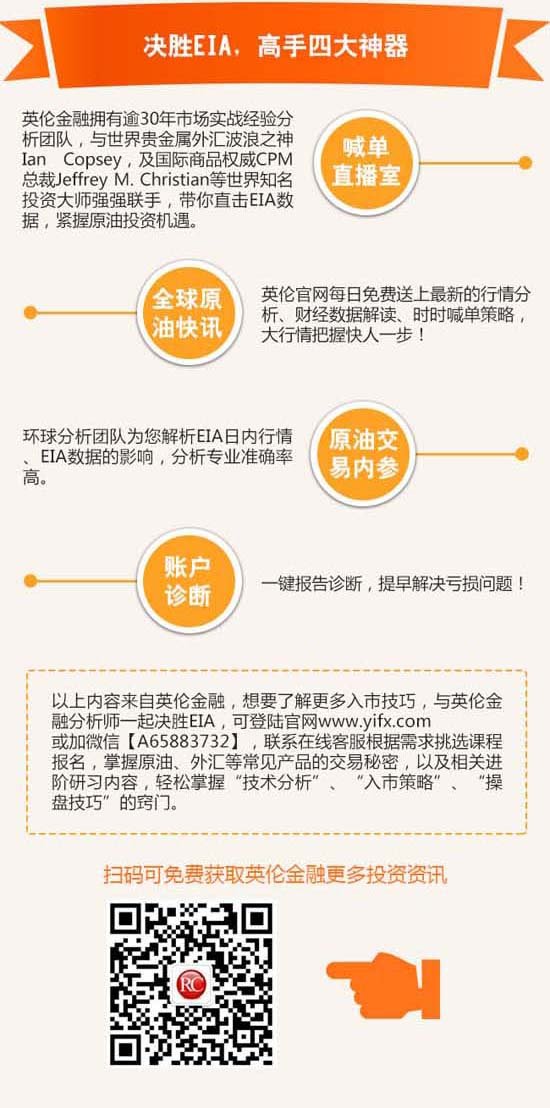 决胜EIA，高手四大神器
英伦金融拥有逾30年市场实战经验分
析团队，与世界贵金属外汇波浪之神
Ian Copsey，及国际商品权威CPM
总裁Jeffrey M. Christian等世界知名
投资大师强强联手，带你直击EIA数
据，紧握原油投资机遇。
喊单
直播室
全球原
油快讯
英伦官网每日免费送上最新的行情分
析、财经数据解读、时时喊单策略，
大行情把握快人一步！
环球分析团队为您解析EIA日内行情
、EIA数据的影响，分析专业准确率
高。
原油交
易内参
账户
诊断
一键报告诊断，提早解决亏损问题！
以上内容来自英伦金融，想要了解更多入市技巧，与英伦金
融分析师一起决胜EIA，可登陆官网www.yifx.com
或加微信【A65883732】，联系在线客服根据需求挑选课程
报名，掌握原油、外汇等常见产品的交易秘密，以及相关进
阶研习内容，轻松掌握“技术分析”、“入市策略”、“操
盘技巧”的窍门。
扫码可免费获取英伦金融更多投资资讯
RC